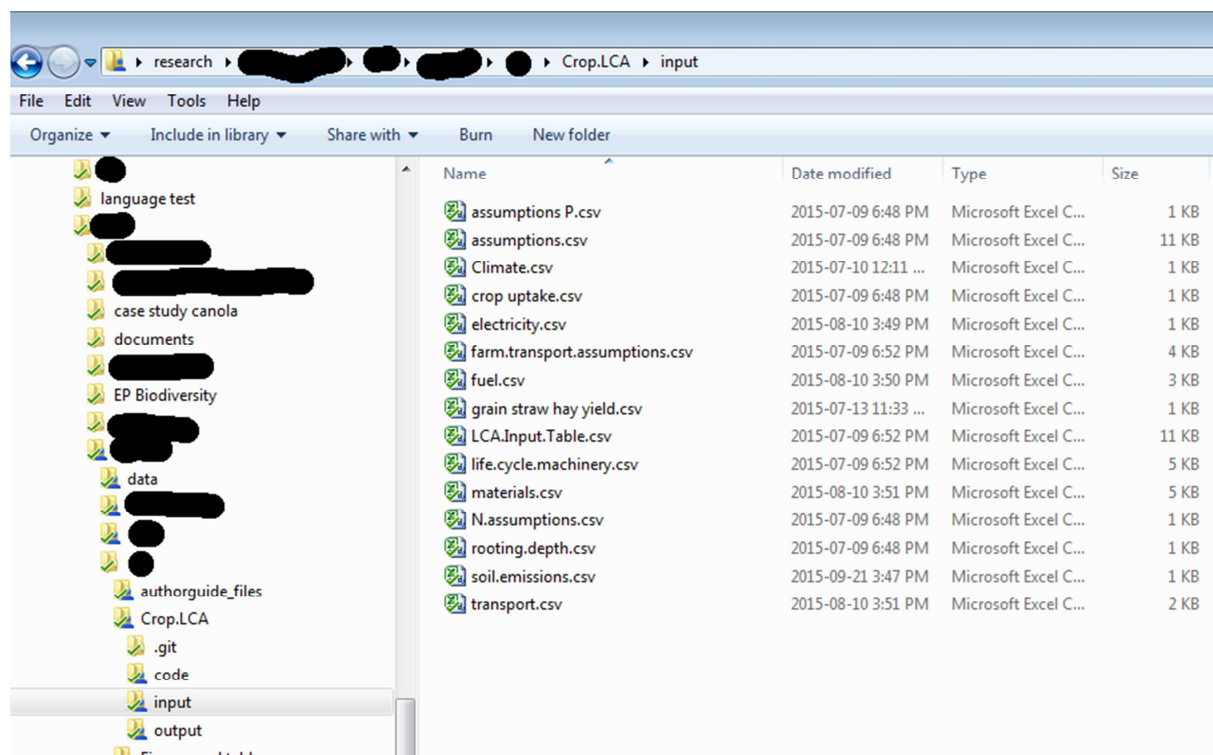 research Crop.LCA input
File Edit View Tools Help
Organize Include in library Share with Burn New folder
language test
case study canola
documents
EP Biodiversity
data
authorguide_files
Crop.LCA
.git
code
input
output
Name Date modified Type Size
assumptions P.csv 2015-07-09 6:48 PM Microsoft Excel C... 1 KB
assumptions.csv 2015-07-09 6:48 PM Microsoft Excel C... 11 KB
Climate.csv 2015-07-10 12:11 ... Microsoft Excel C... 1 KB
crop uptake.csv 2015-07-09 6:48 PM Microsoft Excel C... 1 KB
electricity.csv 2015-08-10 3:49 PM Microsoft Excel C... 1 KB
farm.transport.assumptions.csv 2015-07-09 6:52 PM Microsoft Excel C... 4 KB
fuel.csv 2015-08-10 3:50 PM Microsoft Excel C... 3 KB
grain straw hay yield.csv 2015-07-13 11:33 ... Microsoft Excel C... 1 KB
LCA.Input.Table.csv 2015-07-09 6:52 PM Microsoft Excel C... 11 KB
life.cycle.machinery.csv 2015-07-09 6:52 PM Microsoft Excel C... 5 KB
materials.csv 2015-08-10 3:51 PM Microsoft Excel C... 5 KB
N.assumptions.csv 2015-07-09 6:48 PM Microsoft Excel C... 1 KB
rooting.depth.csv 2015-07-09 6:48 PM Microsoft Excel C... 1 KB
soil.emissions.csv 2015-09-21 3:47 PM Microsoft Excel C... 1 KB
transport.csv 2015-08-10 3:51 PM Microsoft Excel C... 2 KB